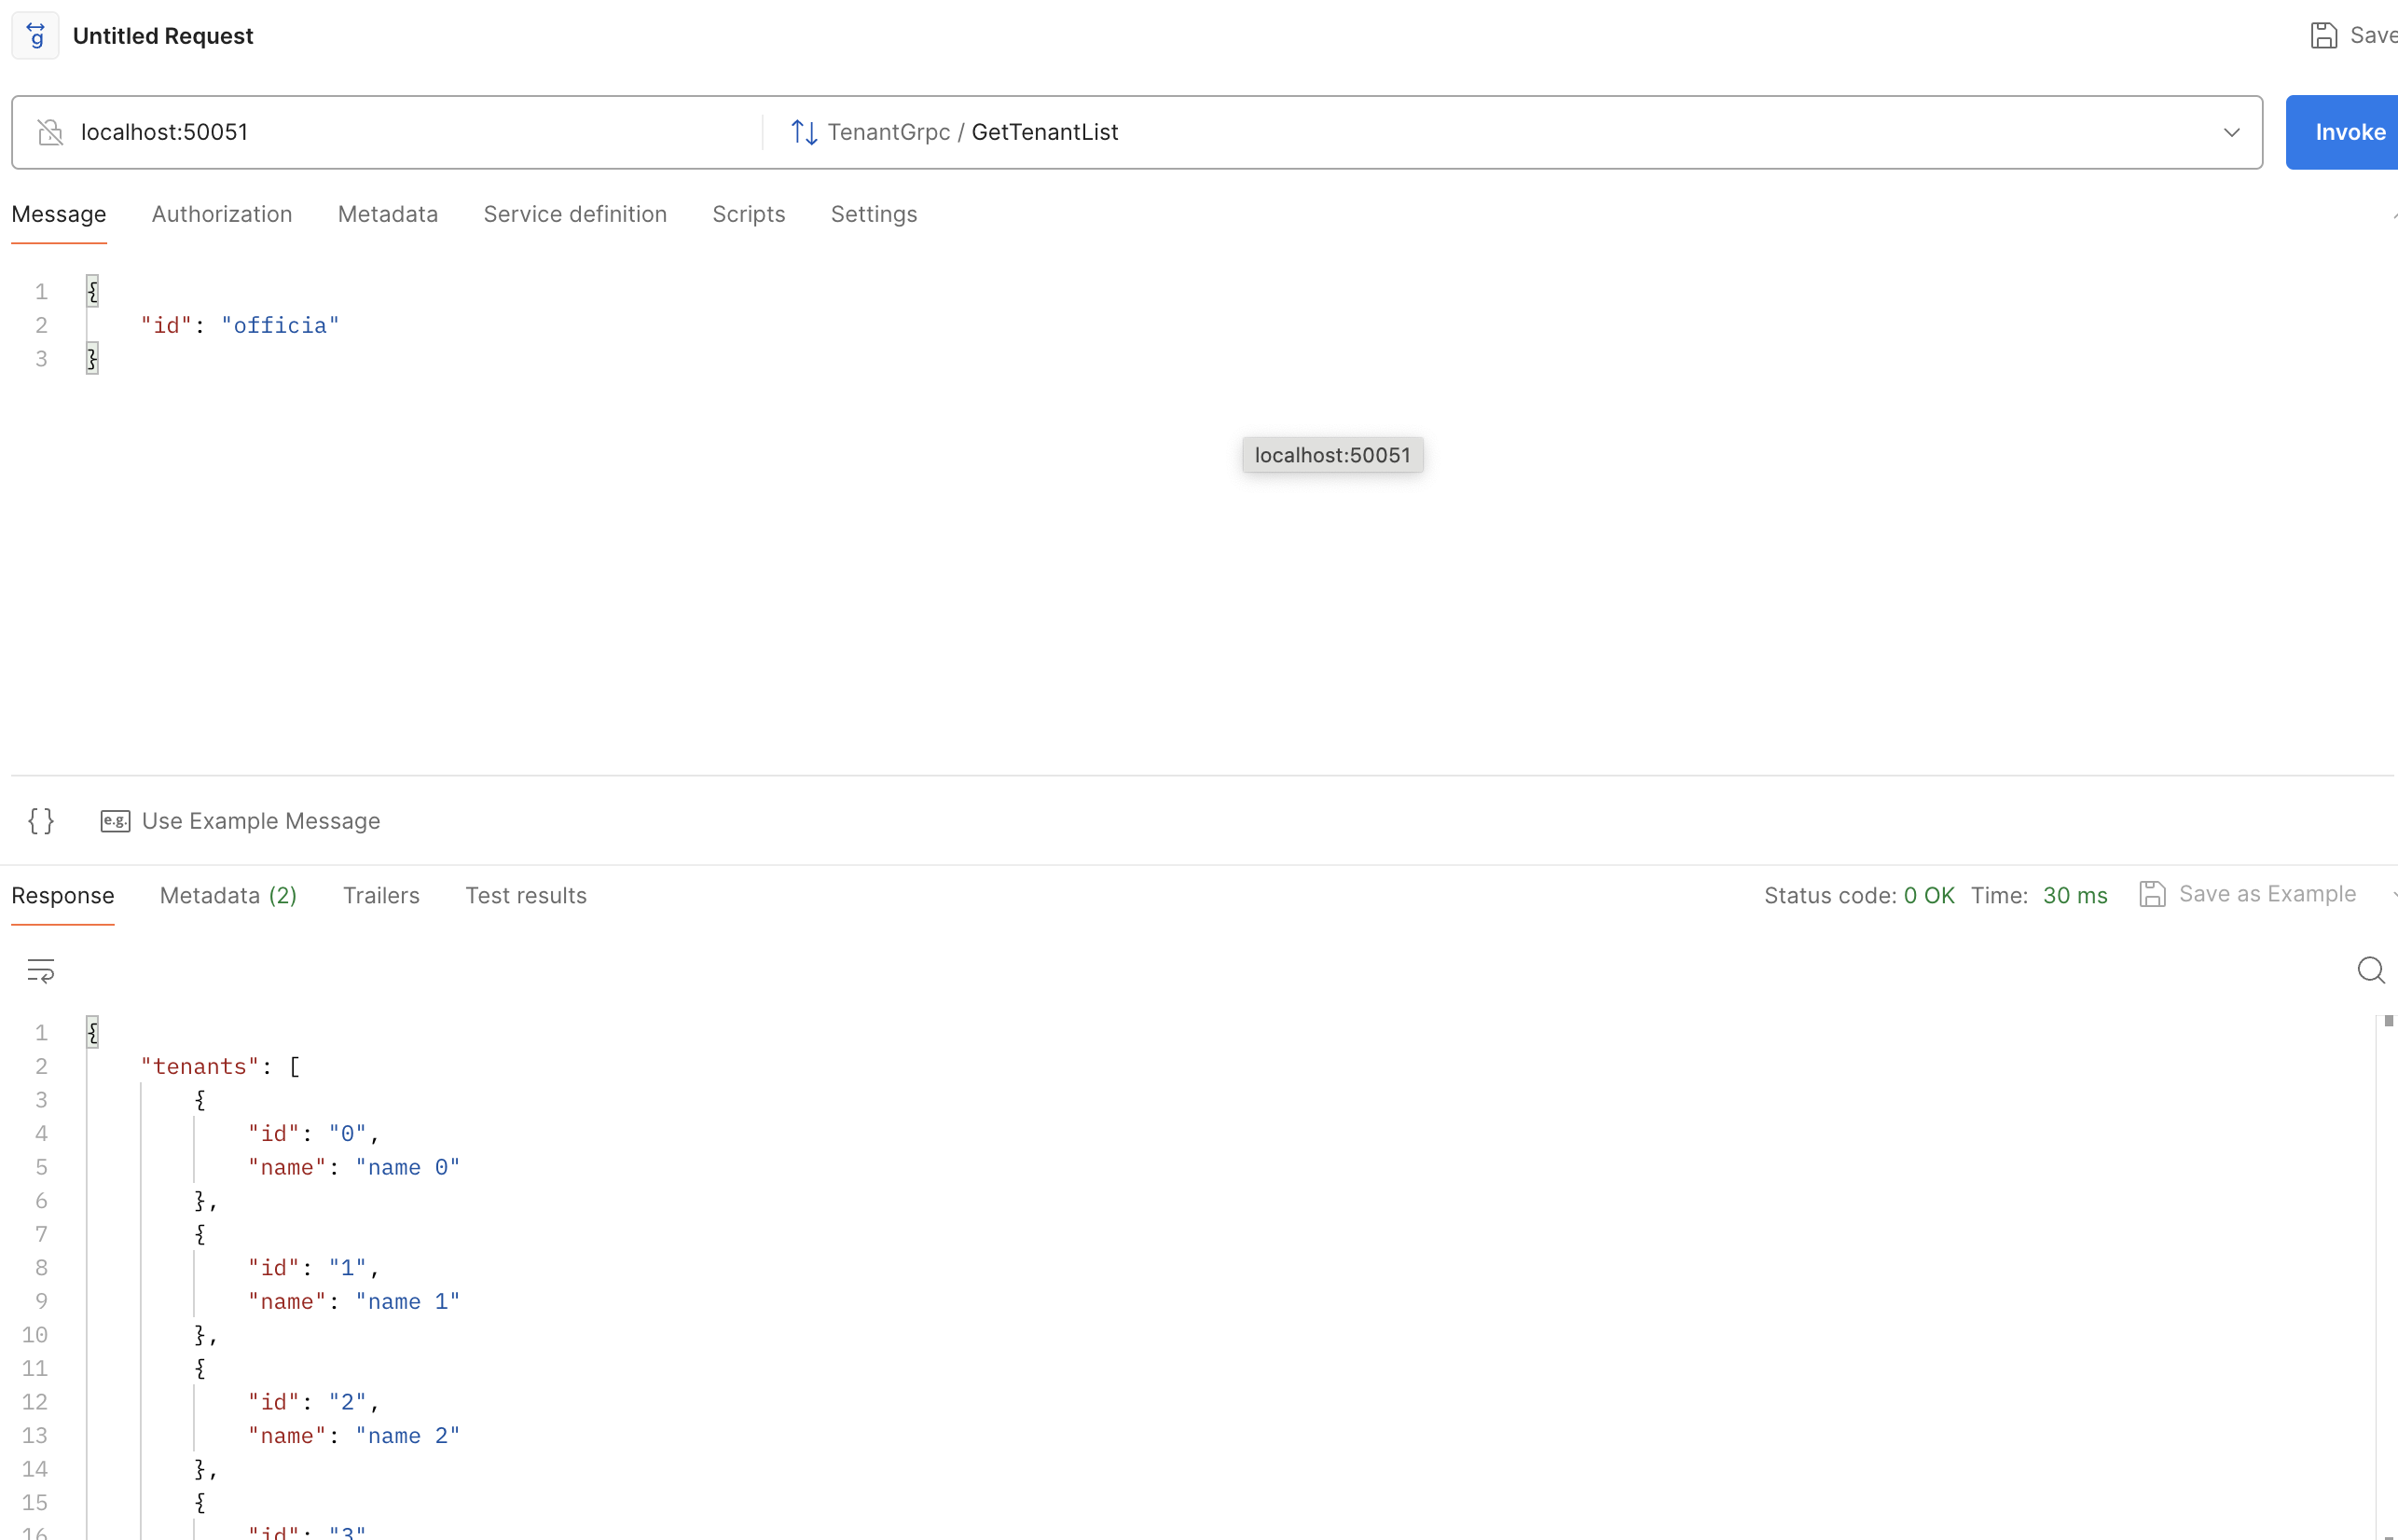 Untitled Request
Save
localhost:50051
TenantGrpc / GetTenantList
Invoke
Message Authorization Metadata Service definition Scripts Settings
1 {
2 "id": "officia"
3 }
localhost:50051
{} e.g. Use Example Message
Response Metadata (2) Trailers Test results Status code: 0 OK Time: 30 ms Save as Example
1 {
2 "tenants": [
3 {
4 "id": "0",
5 "name": "name 0"
6 },
7 {
8 "id": "1",
9 "name": "name 1"
10 },
11 {
12 "id": "2",
13 "name": "name 2"
14 },
15 {
16 "id": "3"